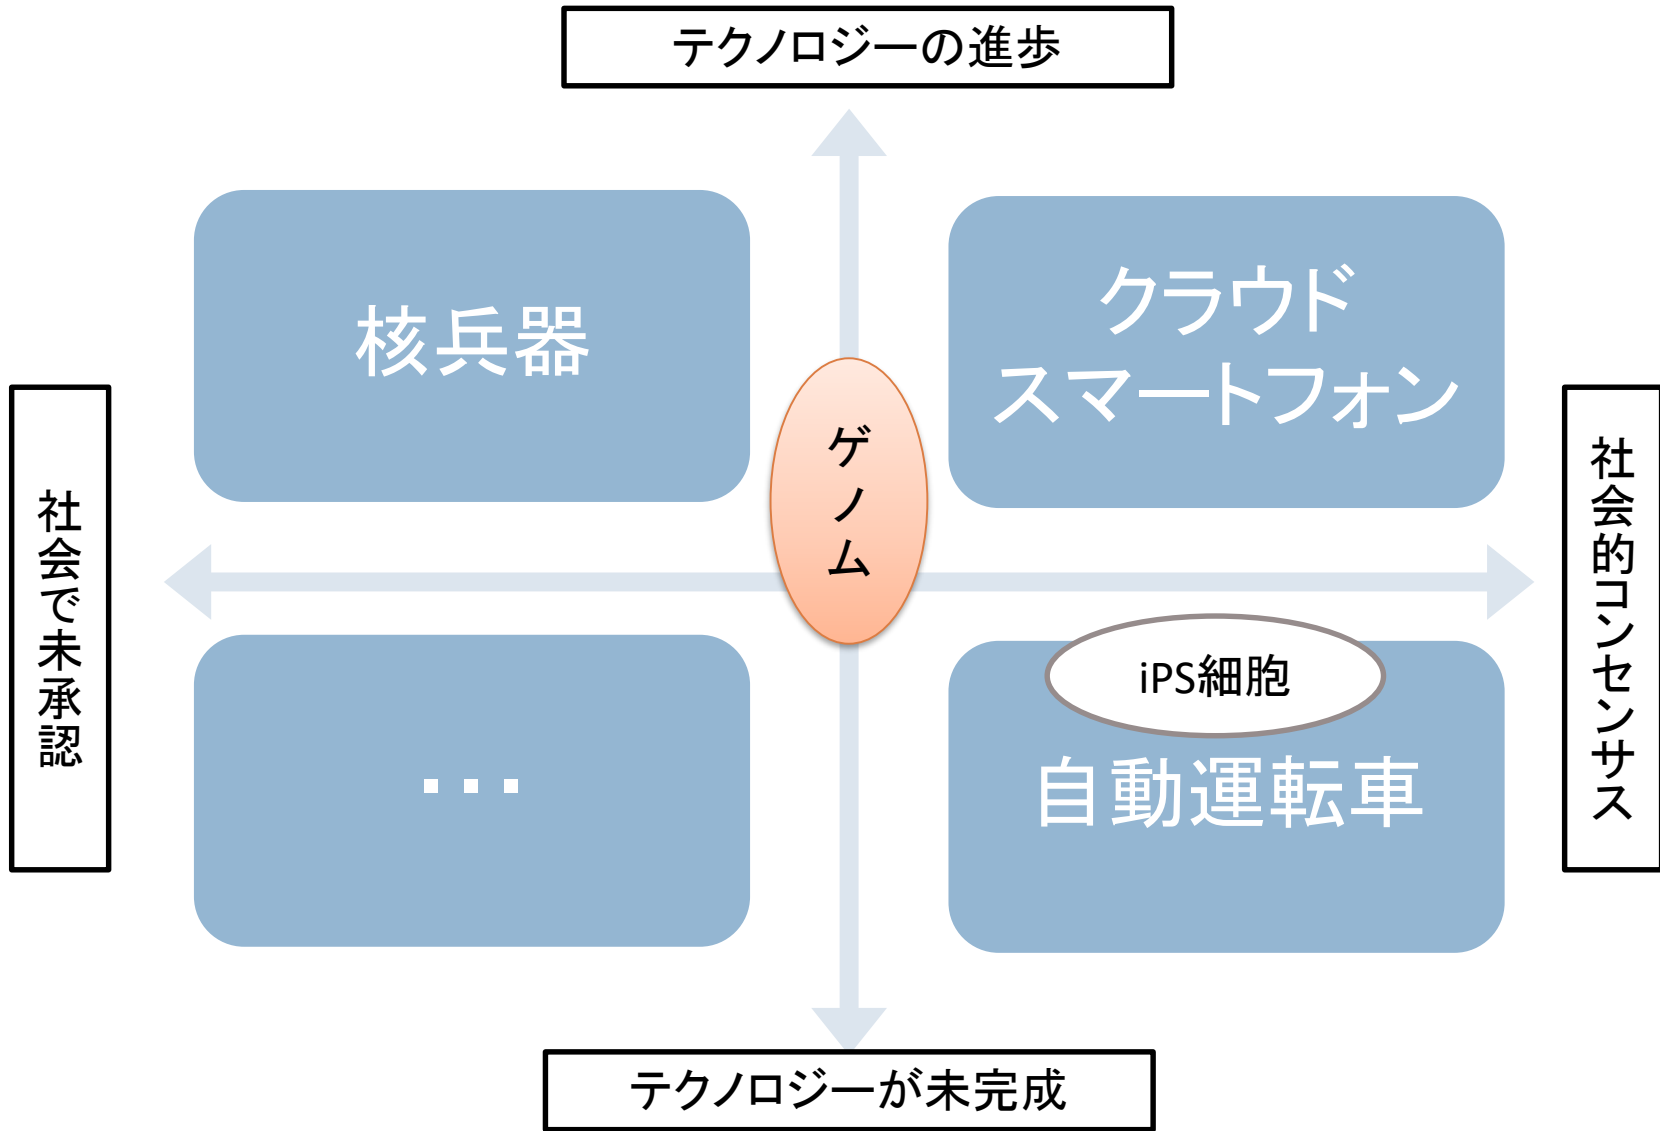 テクノロジーの進歩
核兵器
クラウド
スマートフォン
ゲノム
社会で未承認
社会的コンセンサス
iPS細胞
・・・
自動運転車
テクノロジーが未完成